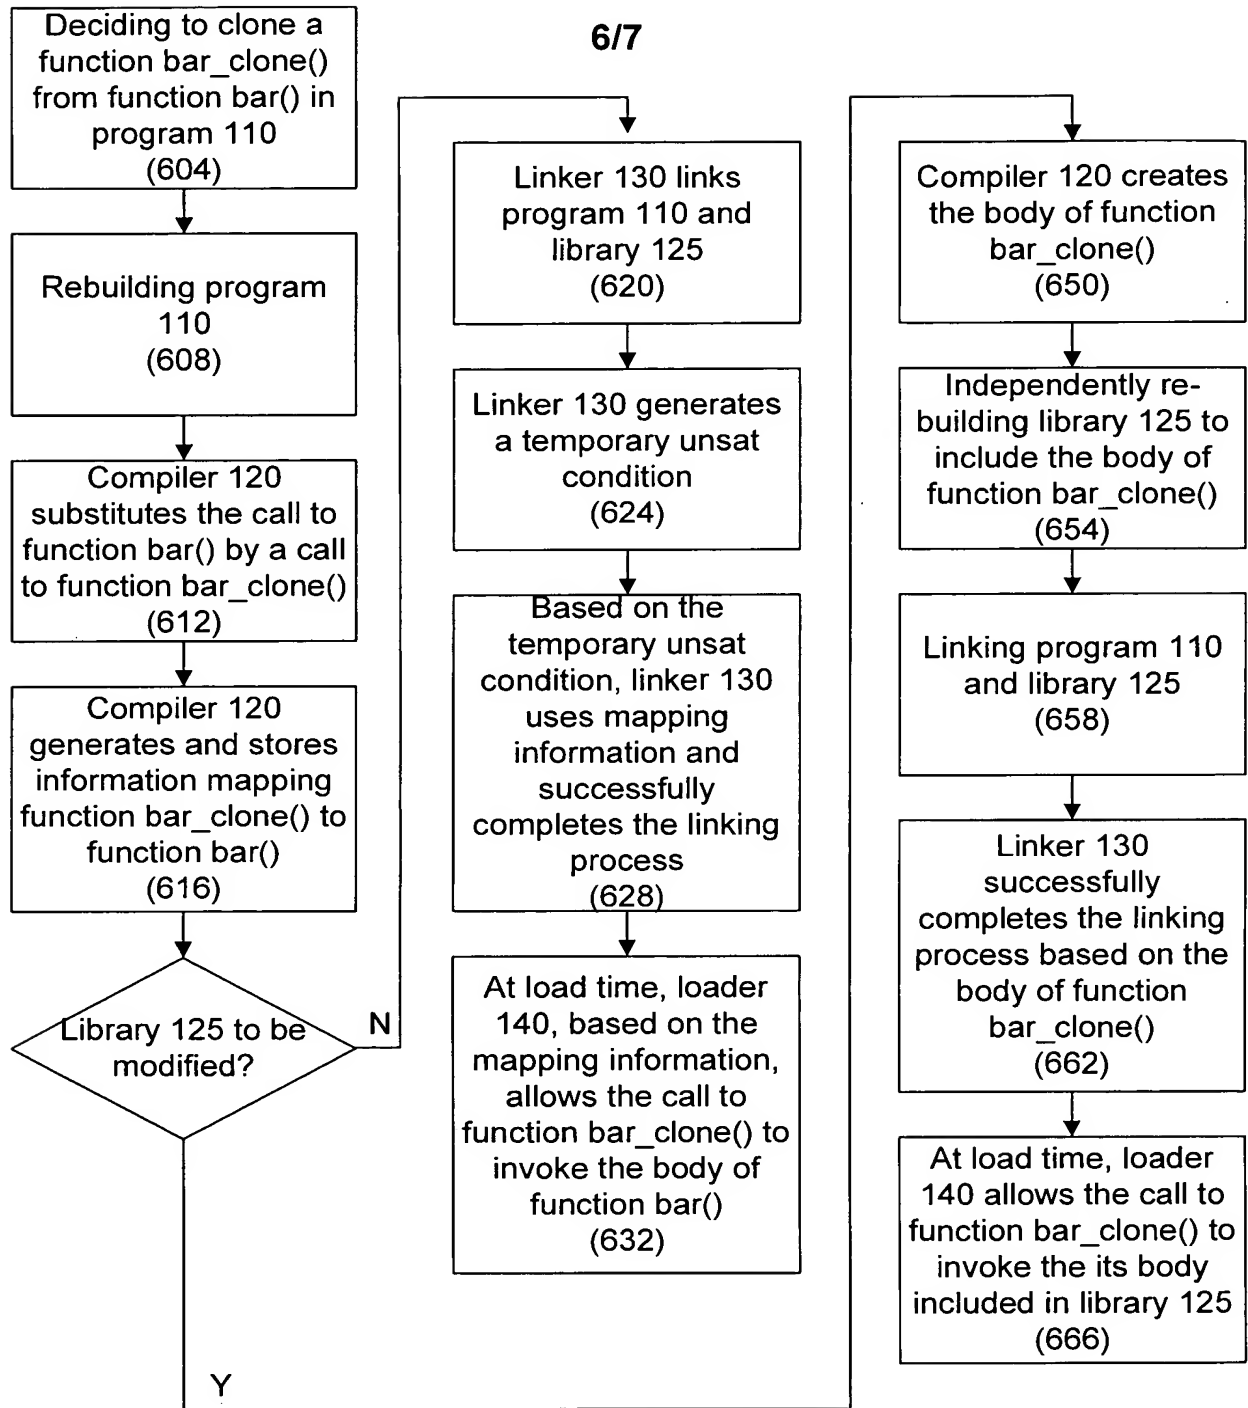 6/7
Deciding to clone a
function bar_clone()
from function bar() in
program 110
(604)
Rebuilding program
110
(608)
Compiler 120
substitutes the call to
function bar() by a call
to function bar_clone()
(612)
Compiler 120
generates and stores
information mapping
function bar_clone() to
function bar()
(616)
Library 125 to be
modified?
N
Y
Linker 130 links
program 110 and
library 125
(620)
Linker 130 generates
a temporary unsat
condition
(624)
Based on the
temporary unsat
condition, linker 130
uses mapping
information and
successfully
completes the linking
process
(628)
At load time, loader
140, based on the
mapping information,
allows the call to
function bar_clone() to
invoke the body of
function bar()
(632)
Compiler 120 creates
the body of function
bar_clone()
(650)
Independently re-
building library 125 to
include the body of
function bar_clone()
(654)
Linking program 110
and library 125
(658)
Linker 130
successfully
completes the linking
process based on the
body of function
bar_clone()
(662)
At load time, loader
140 allows the call to
function bar_clone() to
invoke the its body
included in library 125
(666)